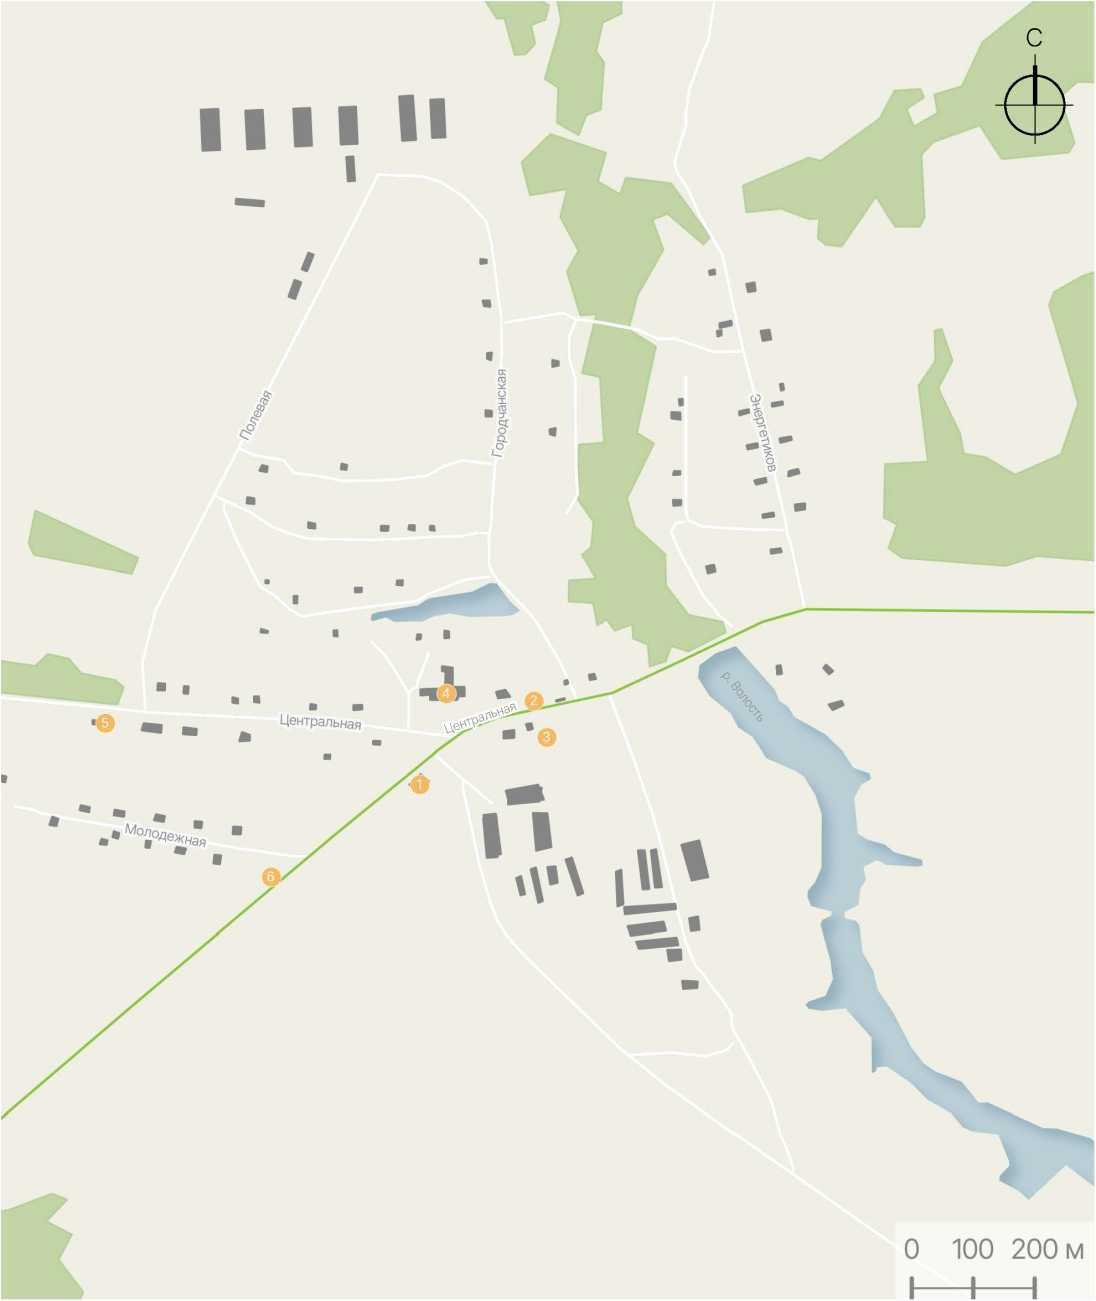 С
Полевая
Городчанская
Энергетиков
р. Волость
4
2
Центральная
5
Центральная
3
1
Молодежная
6
0 100 200 м